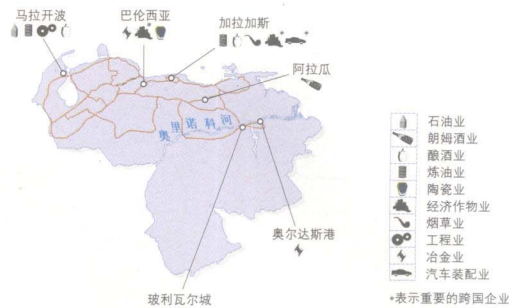 马拉开波
巴伦西亚
加拉加斯
阿拉瓜
奥里诺科河
奥尔达斯港
玻利瓦尔城
石油业
朗姆酒业
酿酒业
炼油业
陶瓷业
经济作物业
烟草业
工程业
冶金业
汽车装配业
*表示重要的跨国企业